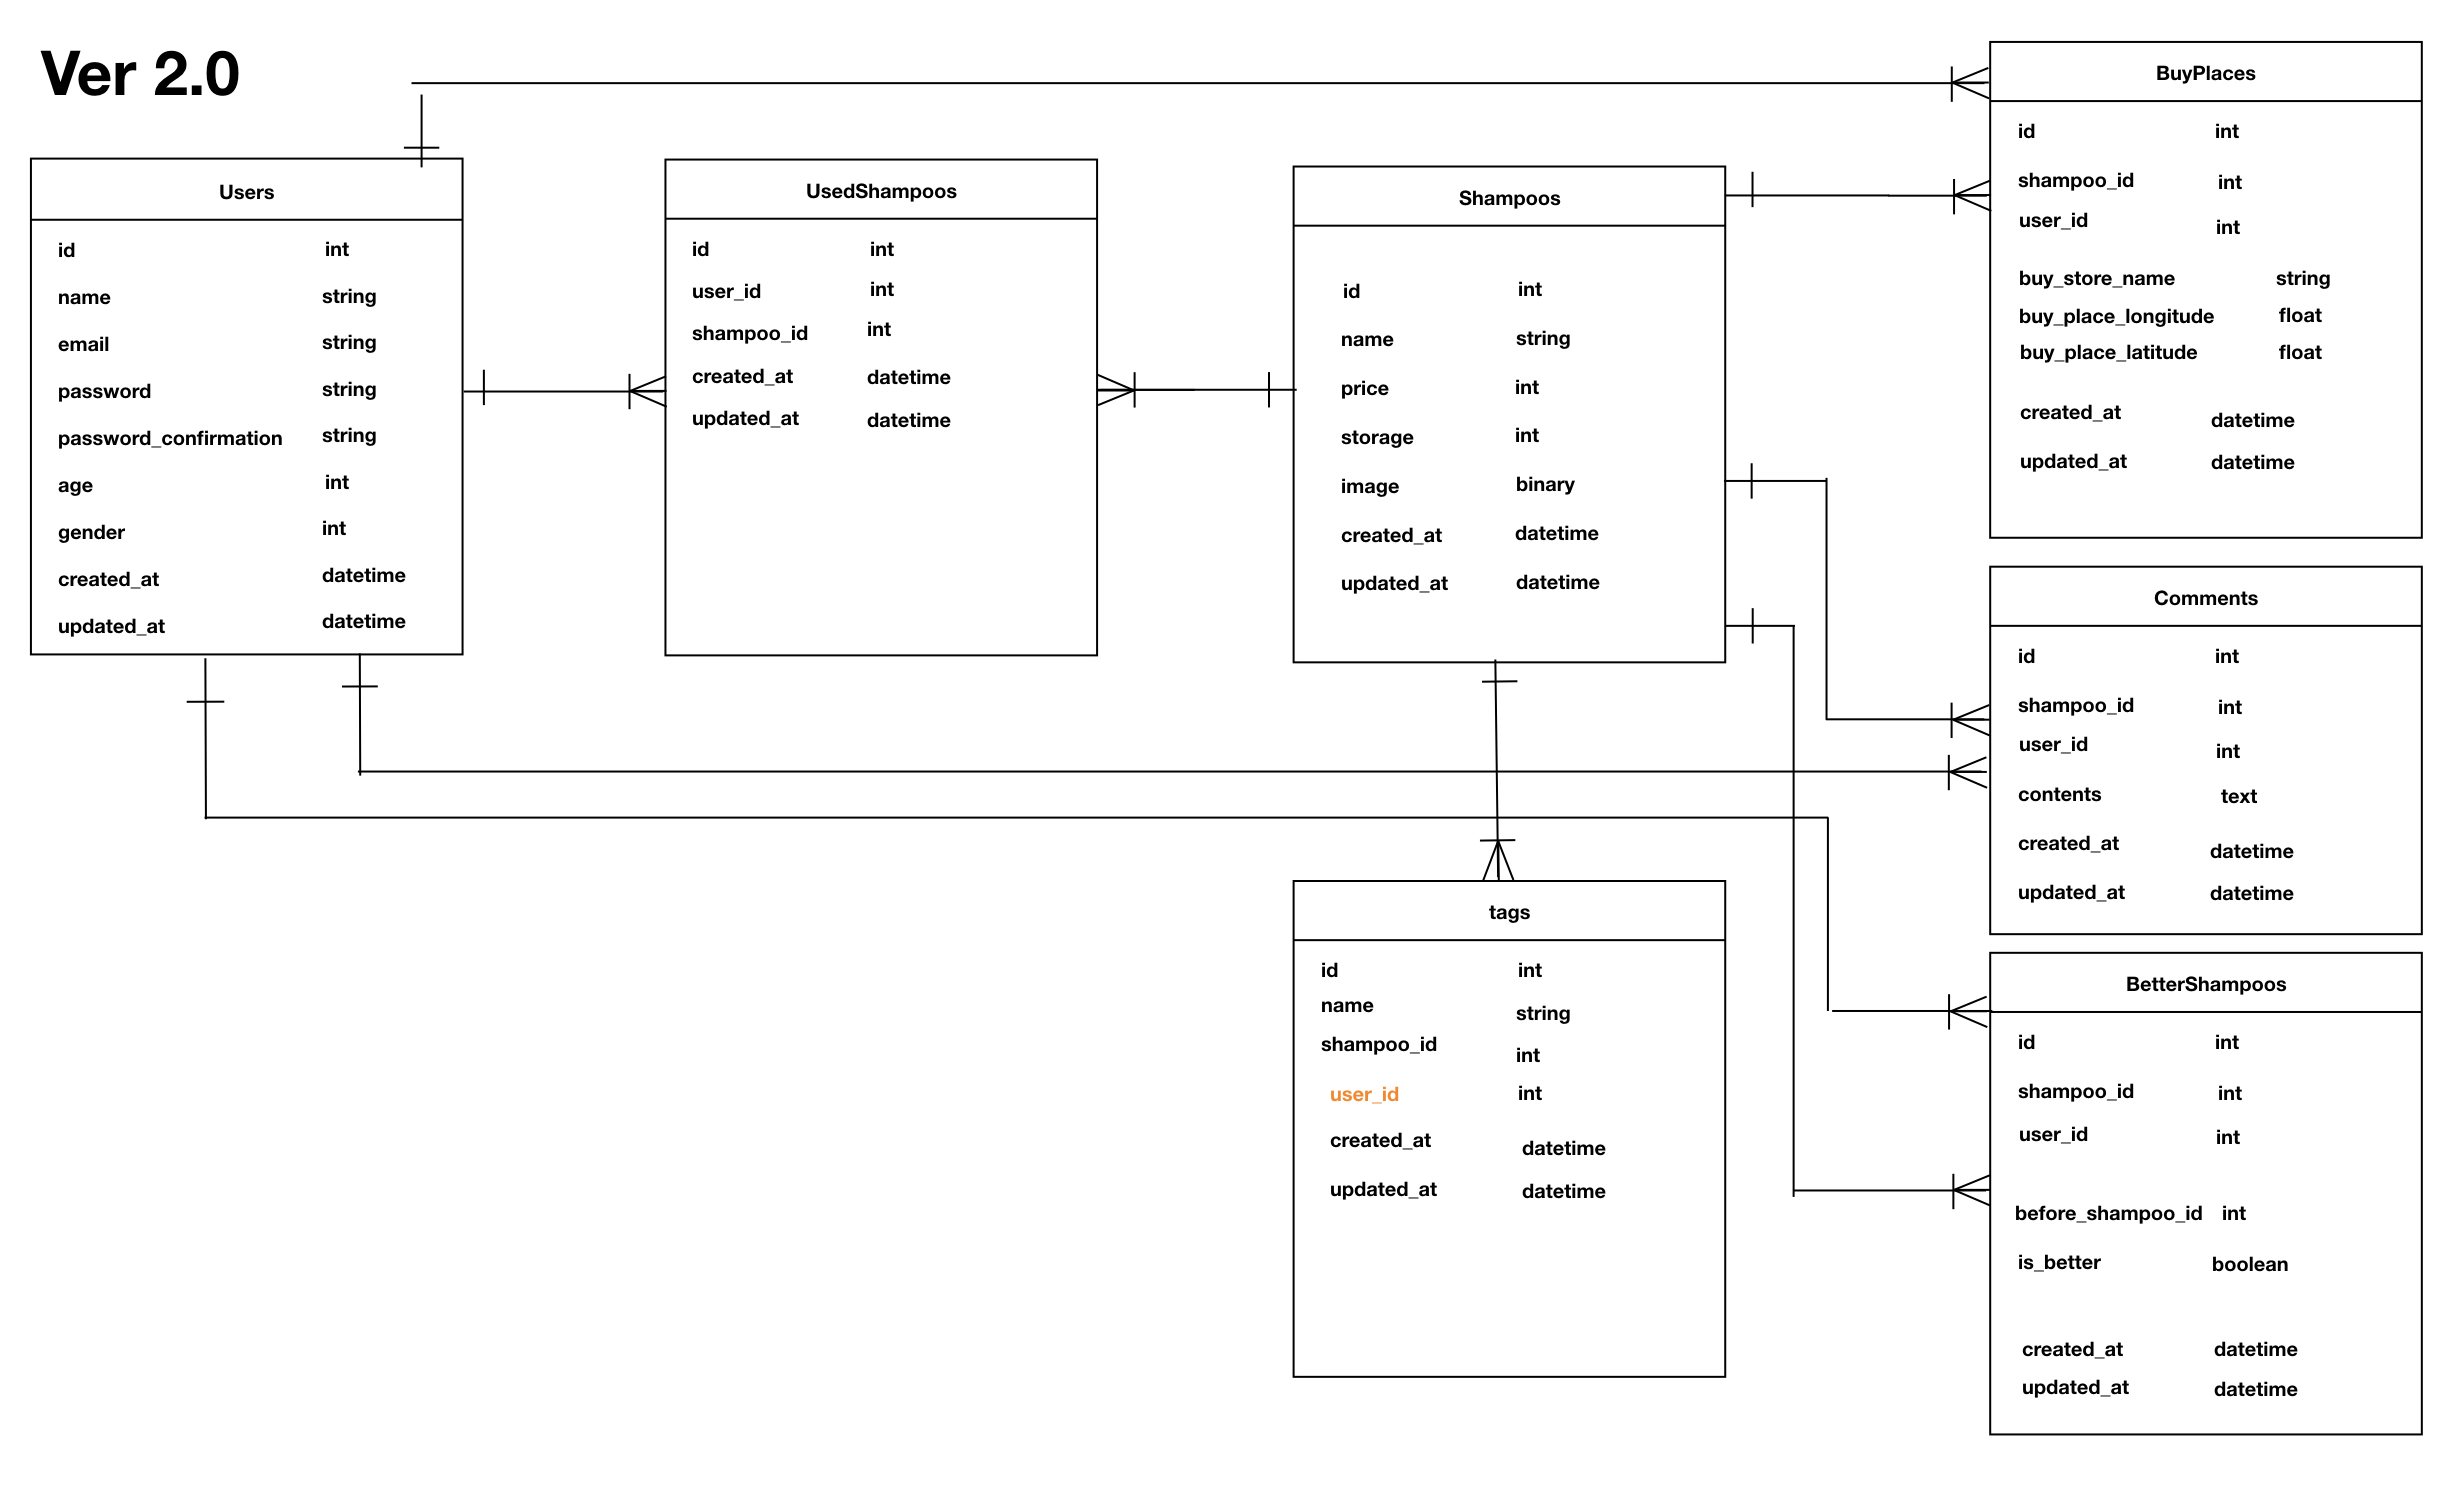 Ver 2.0
Users
id int
name string
email string
password string
password_confirmation string
age int
gender int
created_at datetime
updated_at datetime
UsedShampoos
id int
user_id int
shampoo_id int
created_at datetime
updated_at datetime
Shampoos
id int
name string
price int
storage int
image binary
created_at datetime
updated_at datetime
tags
id int
name string
shampoo_id int
user_id int
created_at datetime
updated_at datetime
BuyPlaces
id int
shampoo_id int
user_id int
buy_store_name string
buy_place_longitude float
buy_place_latitude float
created_at datetime
updated_at datetime
Comments
id int
shampoo_id int
user_id int
contents text
created_at datetime
updated_at datetime
BetterShampoos
id int
shampoo_id int
user_id int
before_shampoo_id int
is_better boolean
created_at datetime
updated_at datetime